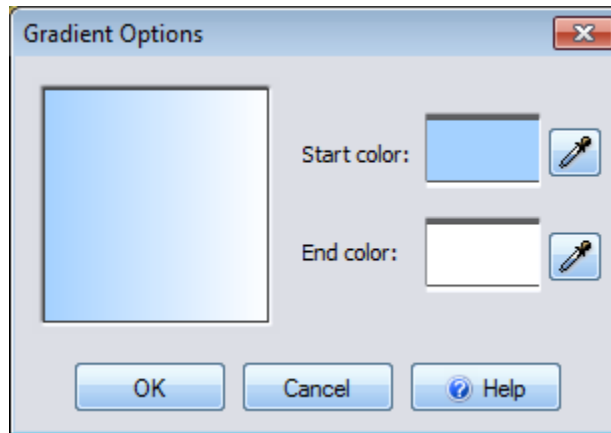 Gradient Options
Start color:
End color:
OK
Cancel
Help